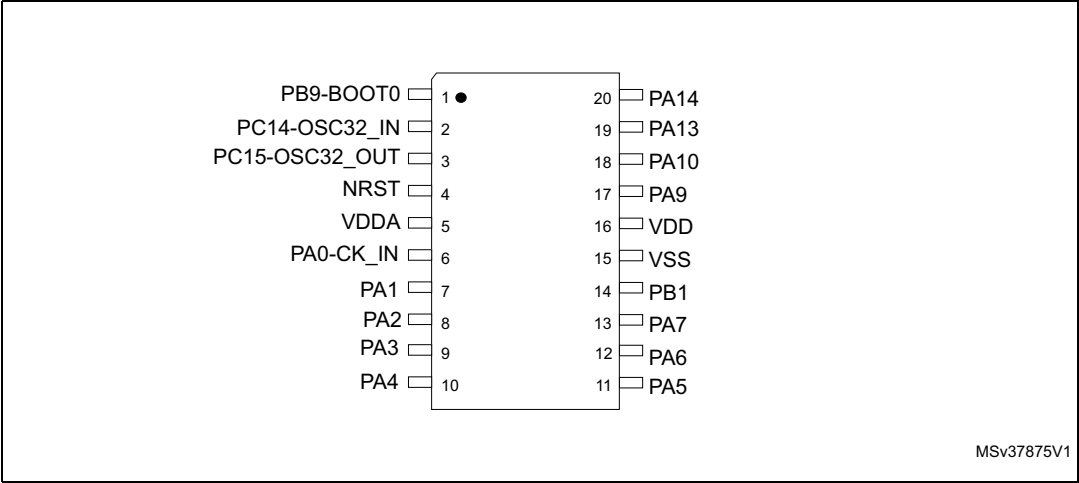 PB9-BOOT0 1 20 PA14
PC14-OSC32_IN 2 19 PA13
PC15-OSC32_OUT 3 18 PA10
NRST 4 17 PA9
VDDA 5 16 VDD
PA0-CK_IN 6 15 VSS
PA1 7 14 PB1
PA2 8 13 PA7
PA3 9 12 PA6
PA4 10 11 PA5
MSv37875V1